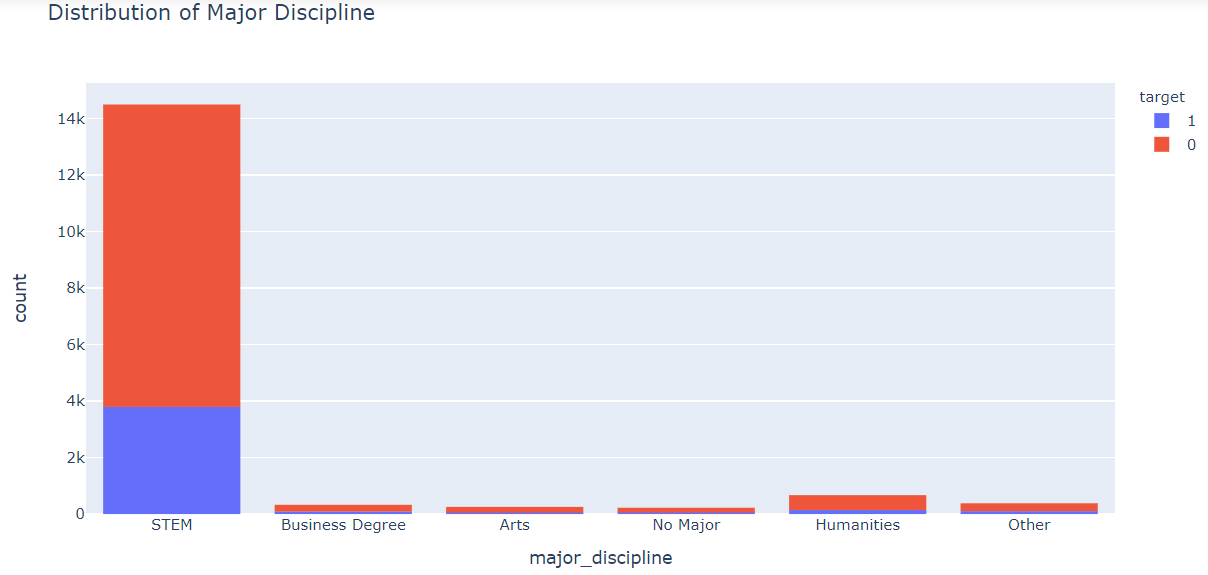 Distribution of Major Discipline
target
1
0
14k
12k
10k
8k
6k
4k
2k
0
count
STEM Business Degree Arts No Major Humanities Other
major_discipline